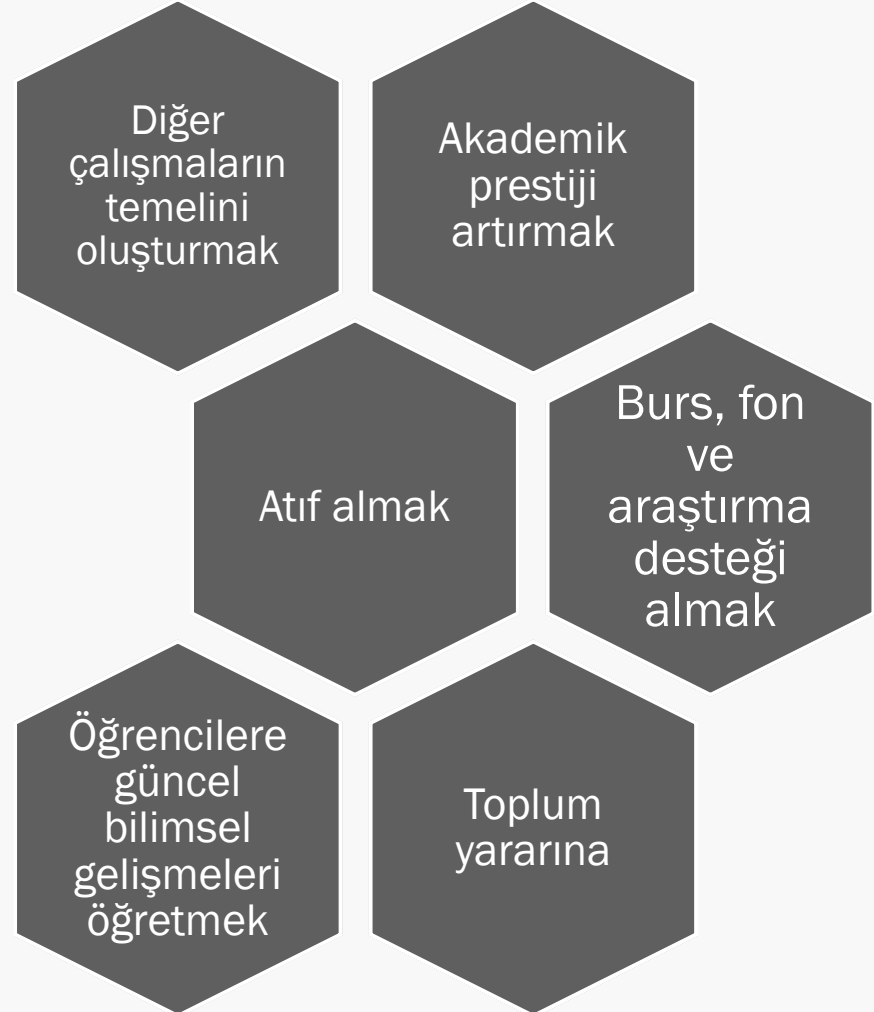 Diğer
çalışmaların
temelini
oluşturmak
Akademik
prestiji
artırmak
Atıf almak
Burs, fon
ve
araştırma
desteği
almak
Öğrencilere
güncel
bilimsel
gelişmeleri
öğretmek
Toplum
yararına